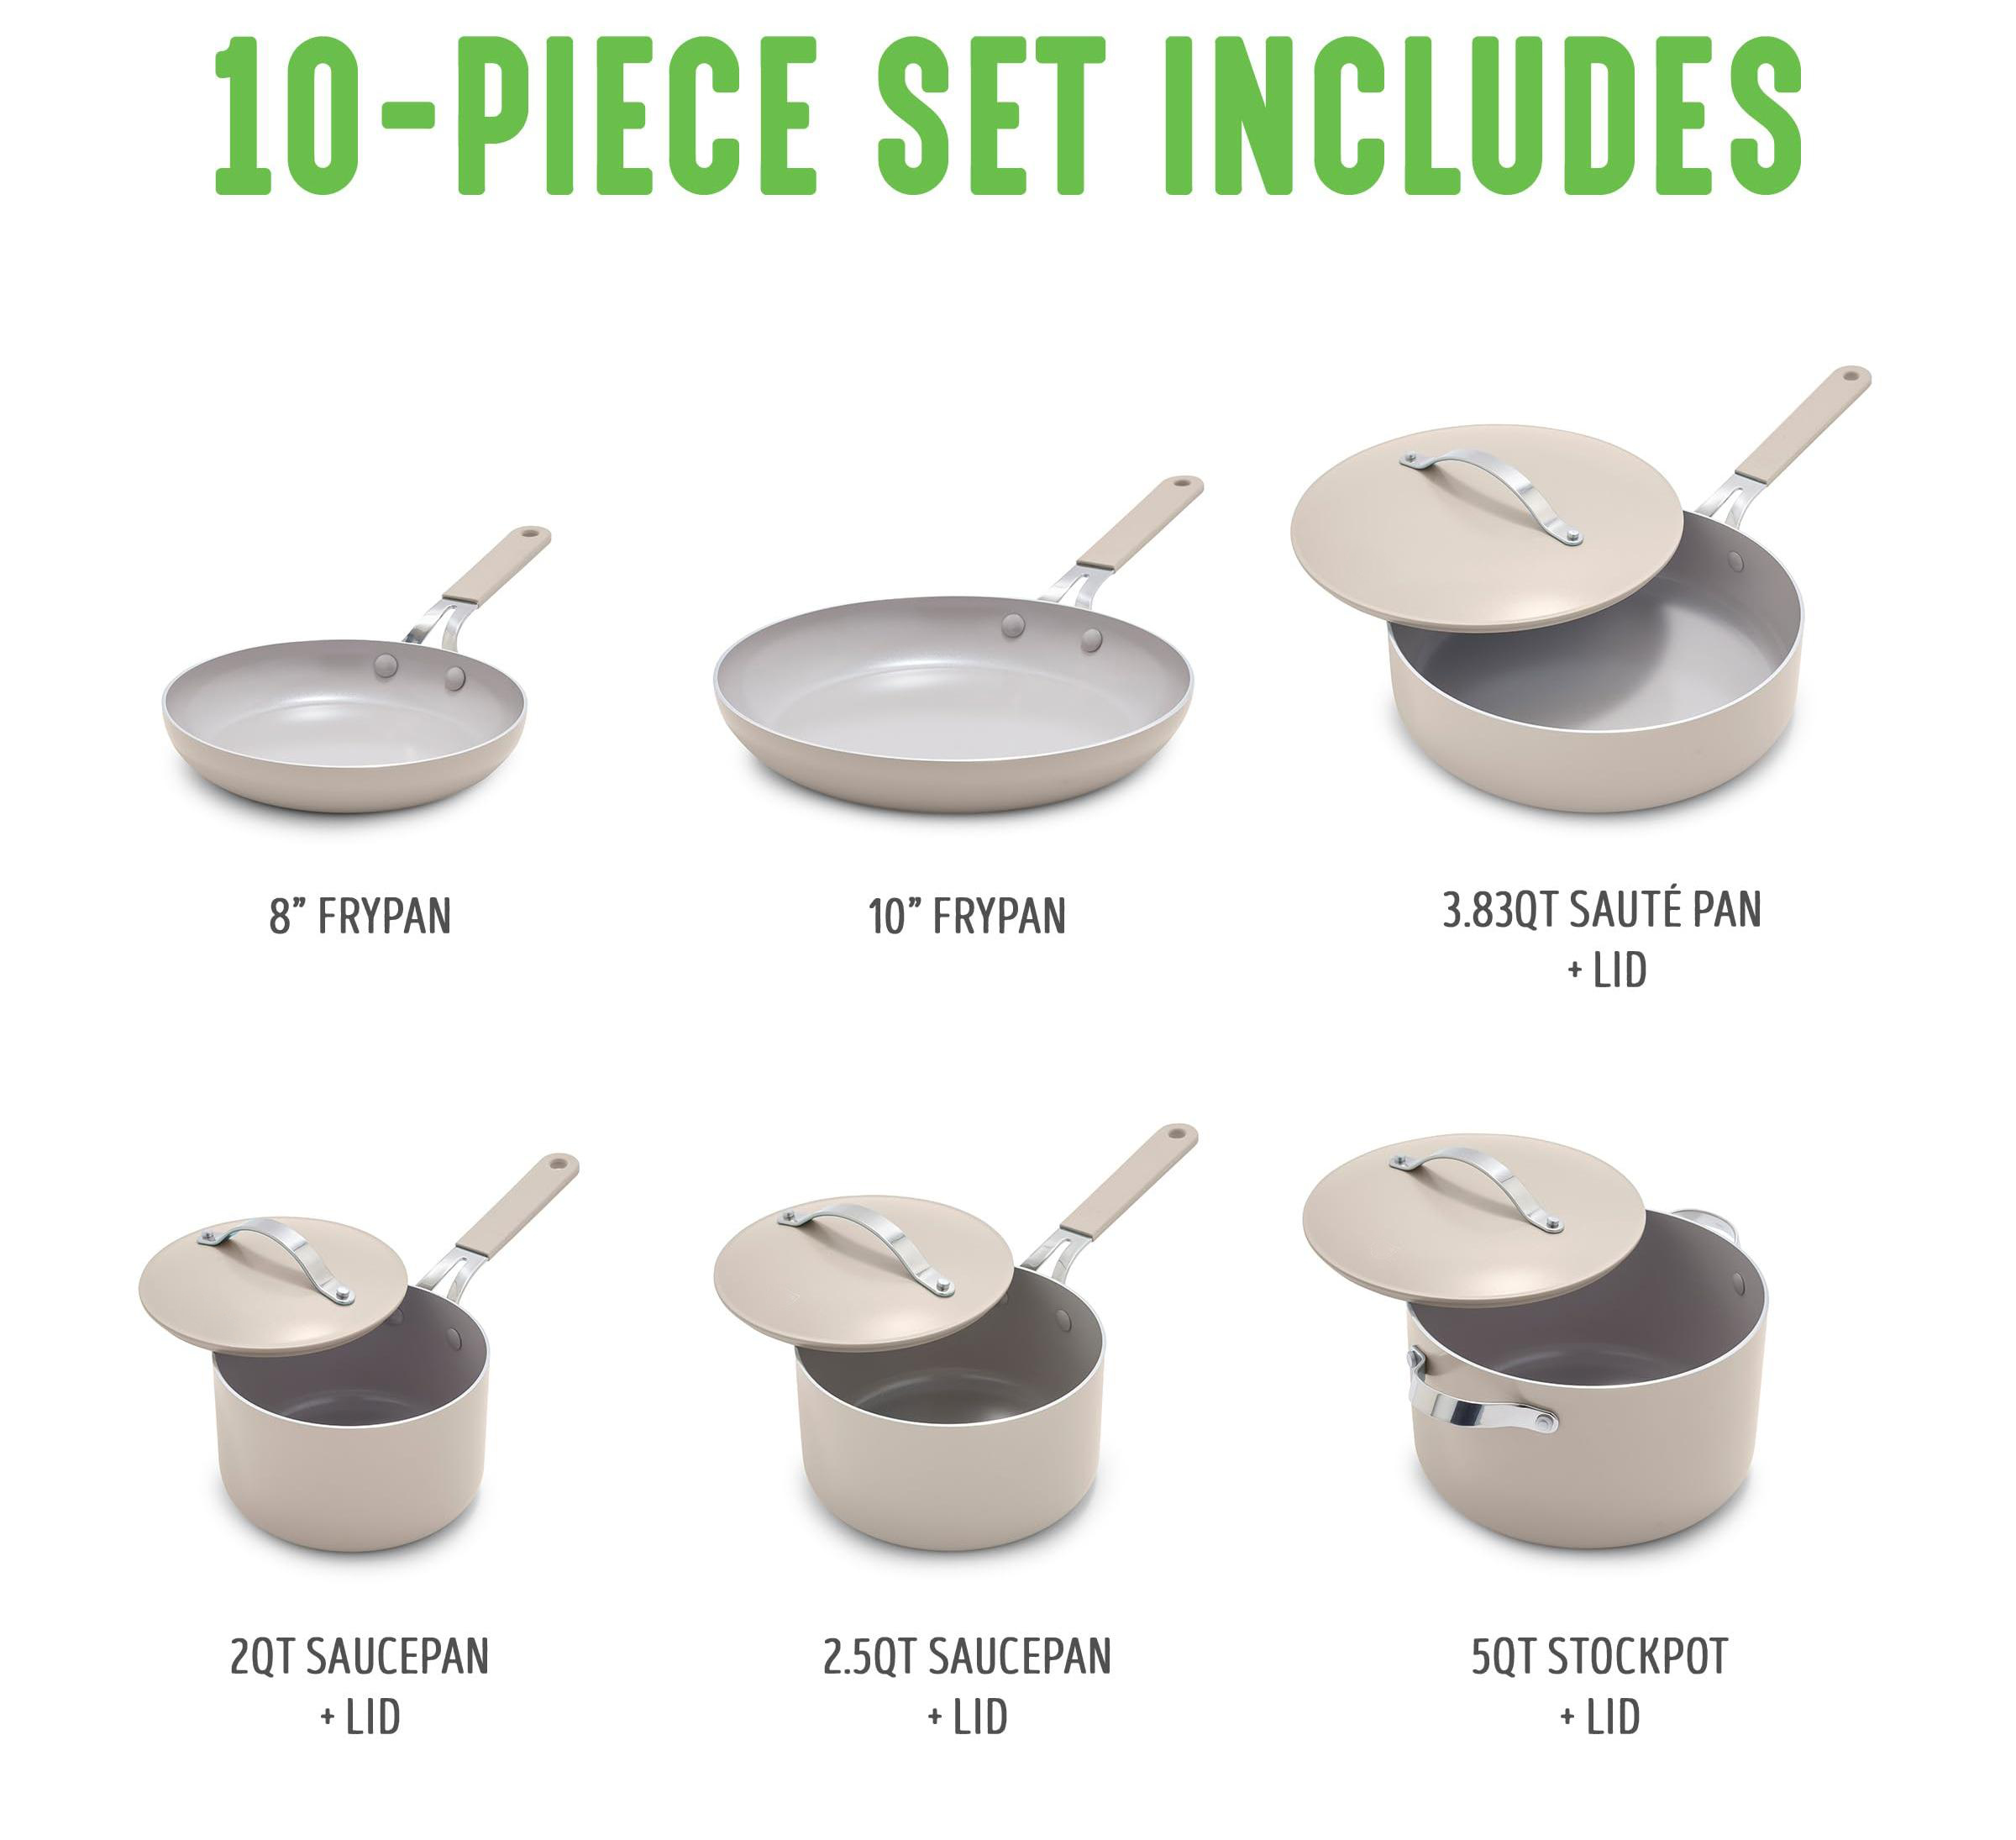 10-PIECE SET INCLUDES
8” FRYPAN
10” FRYPAN
3.83QT SAUTÉ PAN
+ LID
2QT SAUCEPAN
+ LID
2.5QT SAUCEPAN
+ LID
5QT STOCKPOT
+ LID